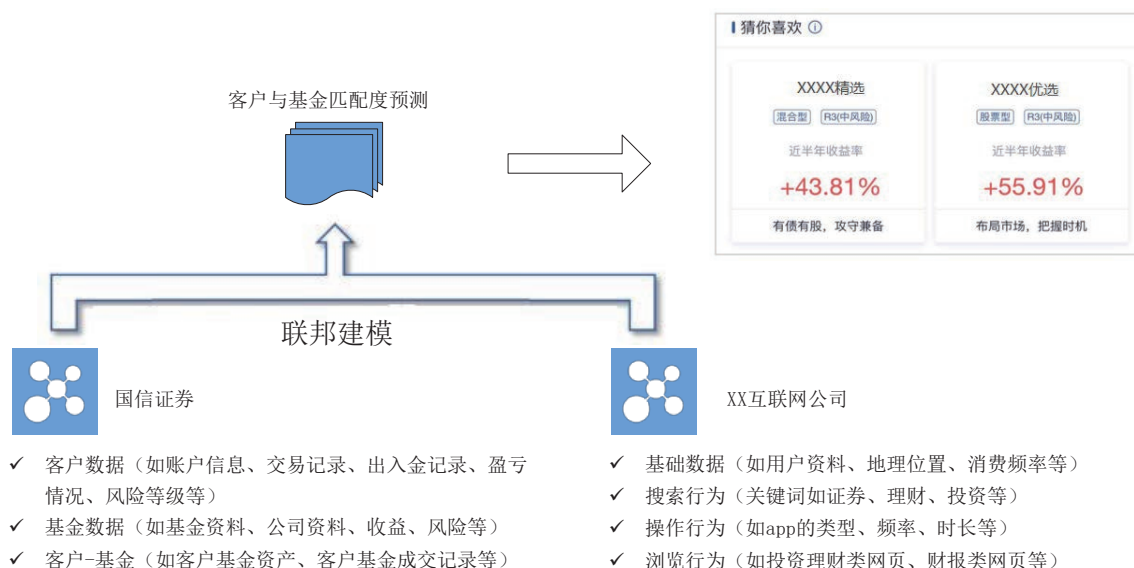 猜你喜欢
XXXX精选
XXXX优选
混合型 R3(中风险)
股票型 R3(中风险)
近半年收益率
近半年收益率
+43.81%
+55.91%
有债有股，攻守兼备
布局市场，把握时机
客户与基金匹配度预测
联邦建模
国信证券
XX互联网公司
✓ 客户数据（如账户信息、交易记录、出入金记录、盈亏
情况、风险等级等）
✓ 基金数据（如基金资料、公司资料、收益、风险等）
✓ 客户-基金（如客户基金资产、客户基金成交记录等）
✓ 基础数据（如用户资料、地理位置、消费频率等）
✓ 搜索行为（关键词如证券、理财、投资等）
✓ 操作行为（如app的类型、频率、时长等）
✓ 浏览行为（如投资理财类网页、财报类网页等）